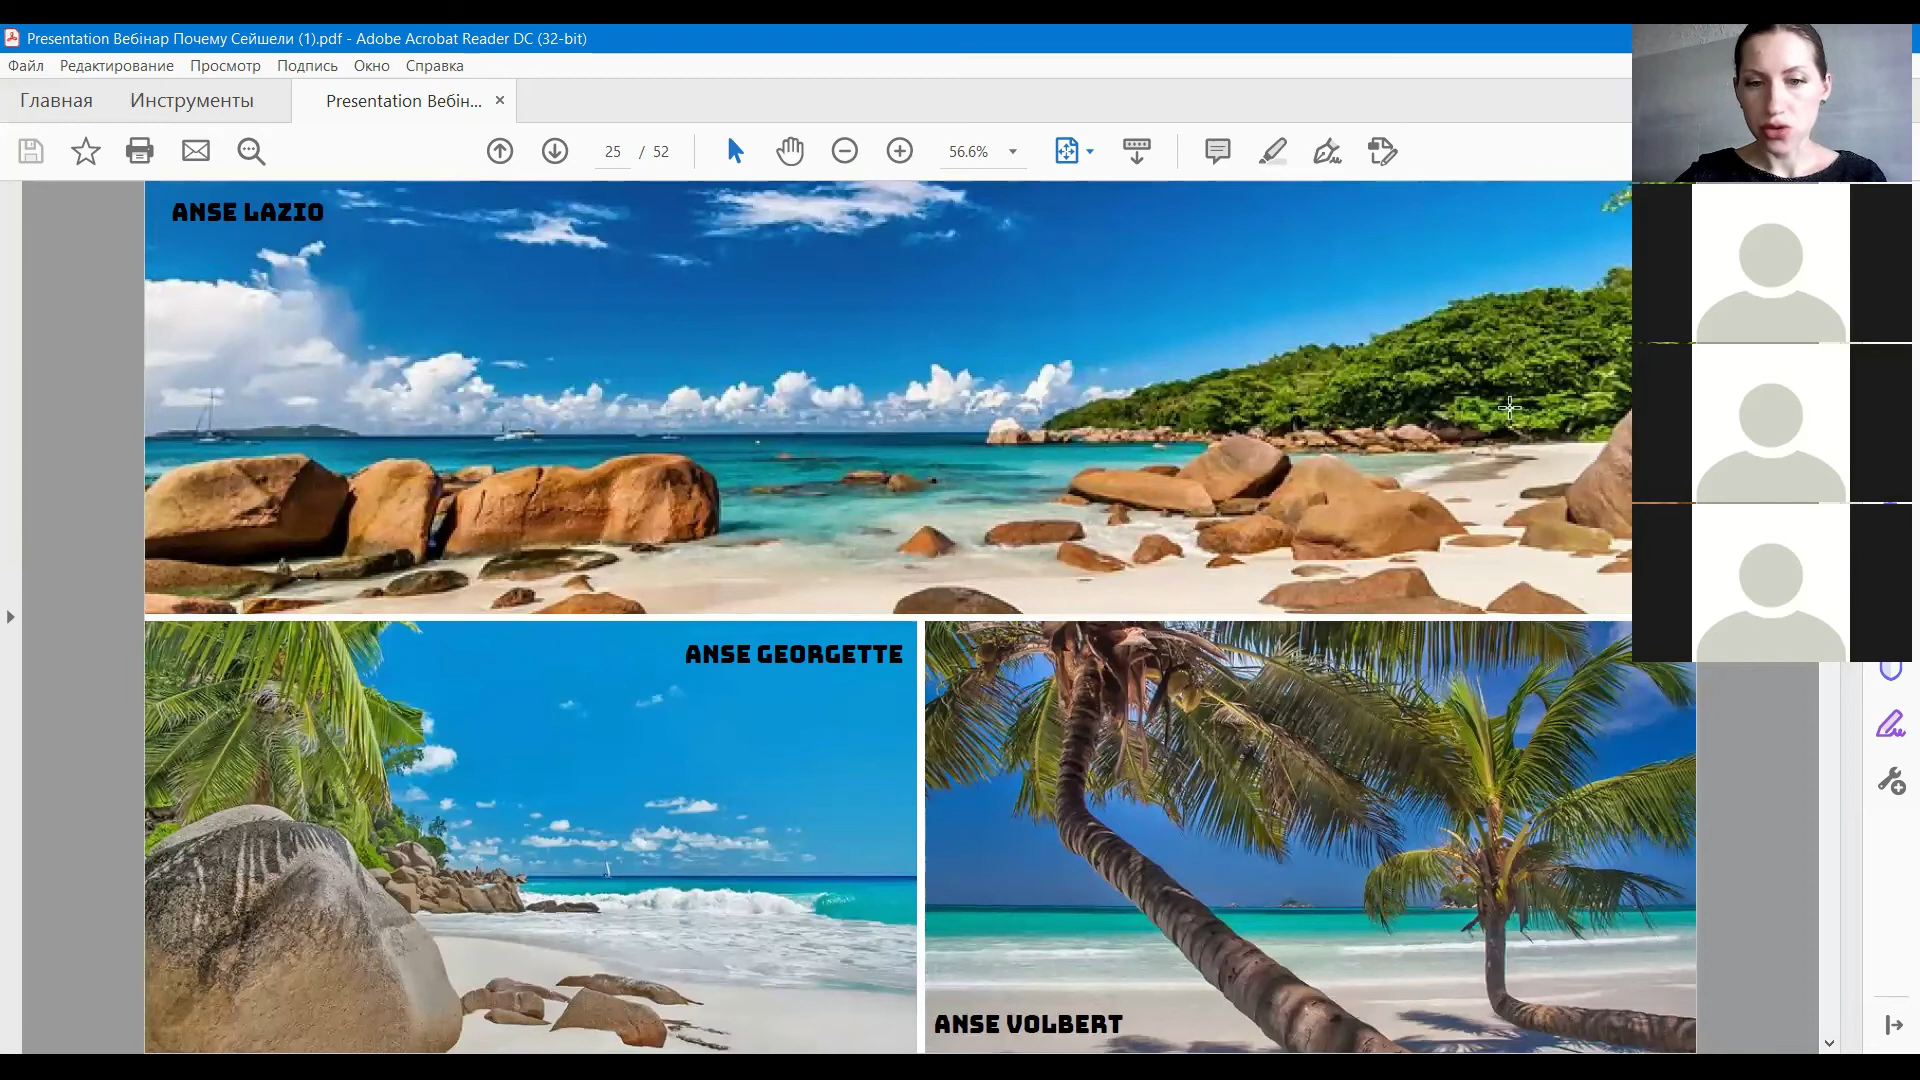 Presentation Вебінар Почему Сейшели (1).pdf - Adobe Acrobat Reader DC (32-bit)
Файл Редактирование Просмотр Подпись Окно Справка
Главная Инструменты Presentation Вебін... ×
25 / 52 56.6%
ANSE LAZIO
ANSE GEORGETTE
ANSE VOLBERT